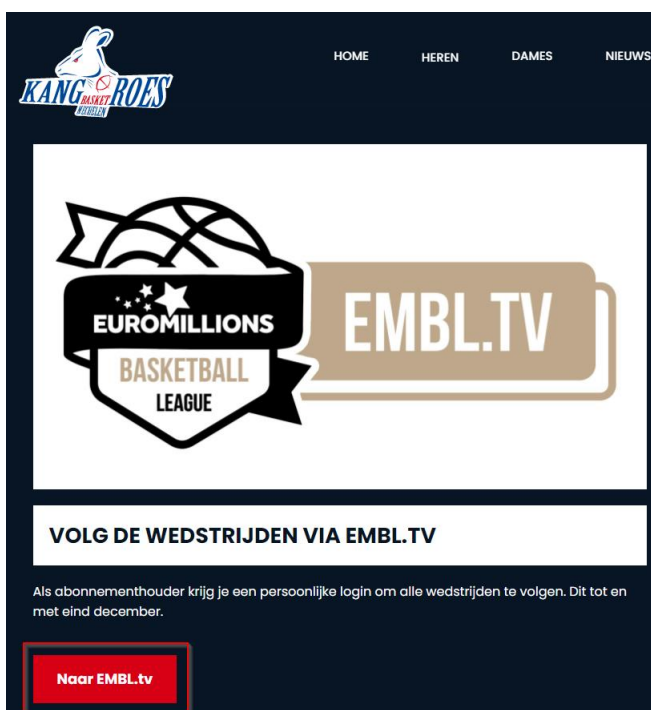 KANGOROES
BASKET
MECHELEN
HOME HEREN DAMES NIEUWS
EUROMILLIONS
BASKETBALL
LEAGUE
EMBL.TV
VOLG DE WEDSTRIJDEN VIA EMBL.TV
Als abonnementhouder krijg je een persoonlijke login om alle wedstrijden te volgen. Dit tot en
met eind december.
Naar EMBL.tv